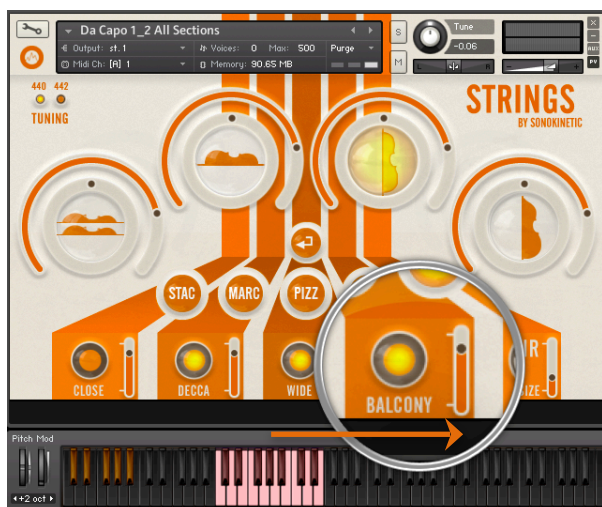 Da Capo 1_2 All Sections
Output: st.1
Voices: 0 Max: 500
Purge
Midi Ch: [A] 1
Memory: 90.65 MB
S
M
Tune
-0.06
L R
- +
AUX
PV
440 442
TUNING
STRINGS
BY SONOKINETIC
STAC
MARC
PIZZ
CLOSE
DECCA
WIDE
BALCONY
Pitch Mod
+2 oct